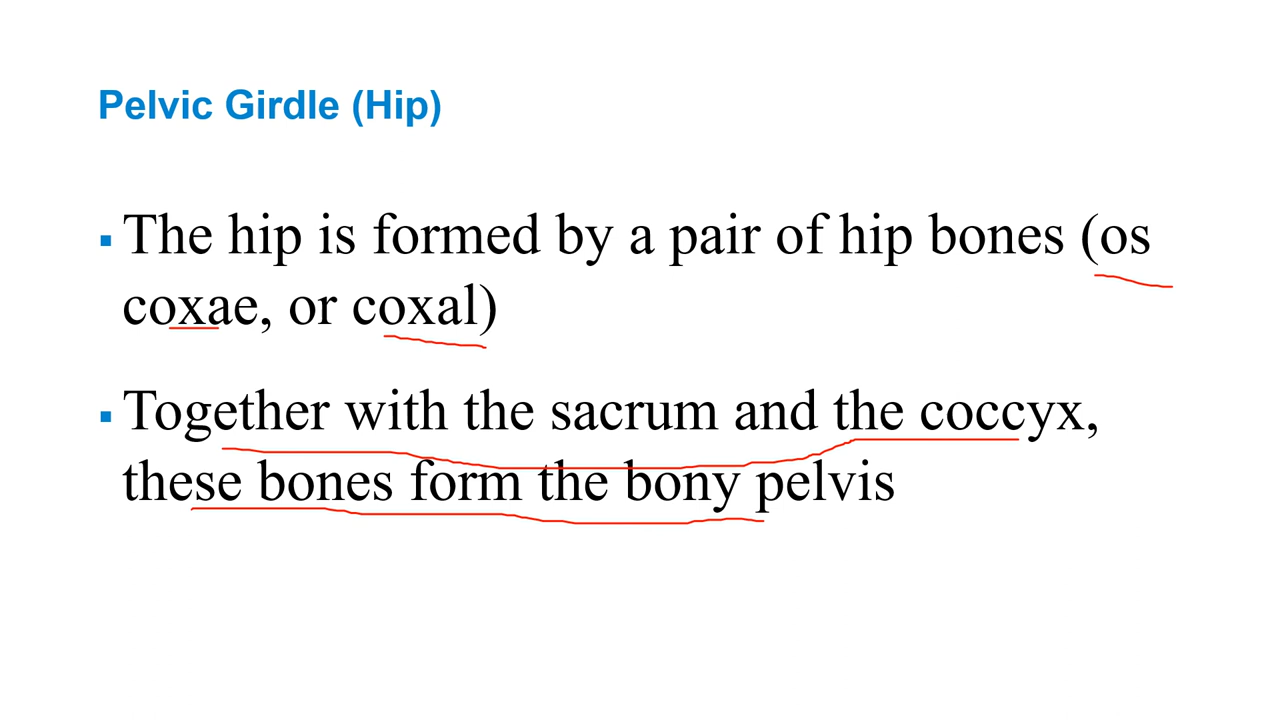 Pelvic Girdle (Hip)
▪ The hip is formed by a pair of hip bones (os
coxae, or coxal)
▪ Together with the sacrum and the coccyx,
these bones form the bony pelvis